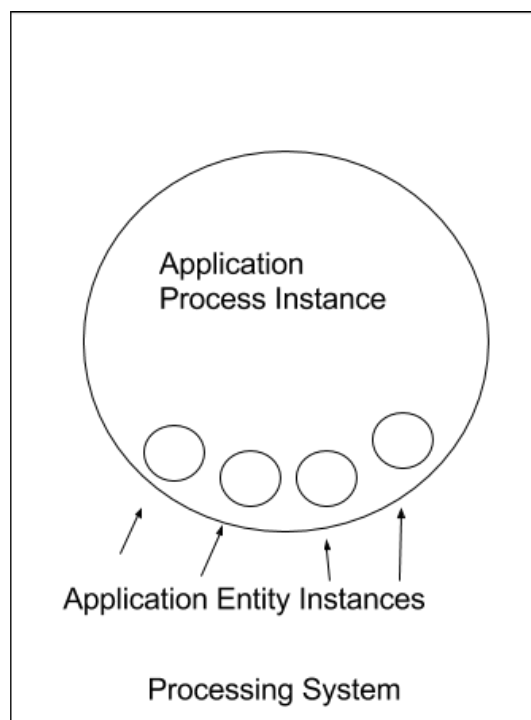 Application
Process Instance
Application Entity Instances
Processing System